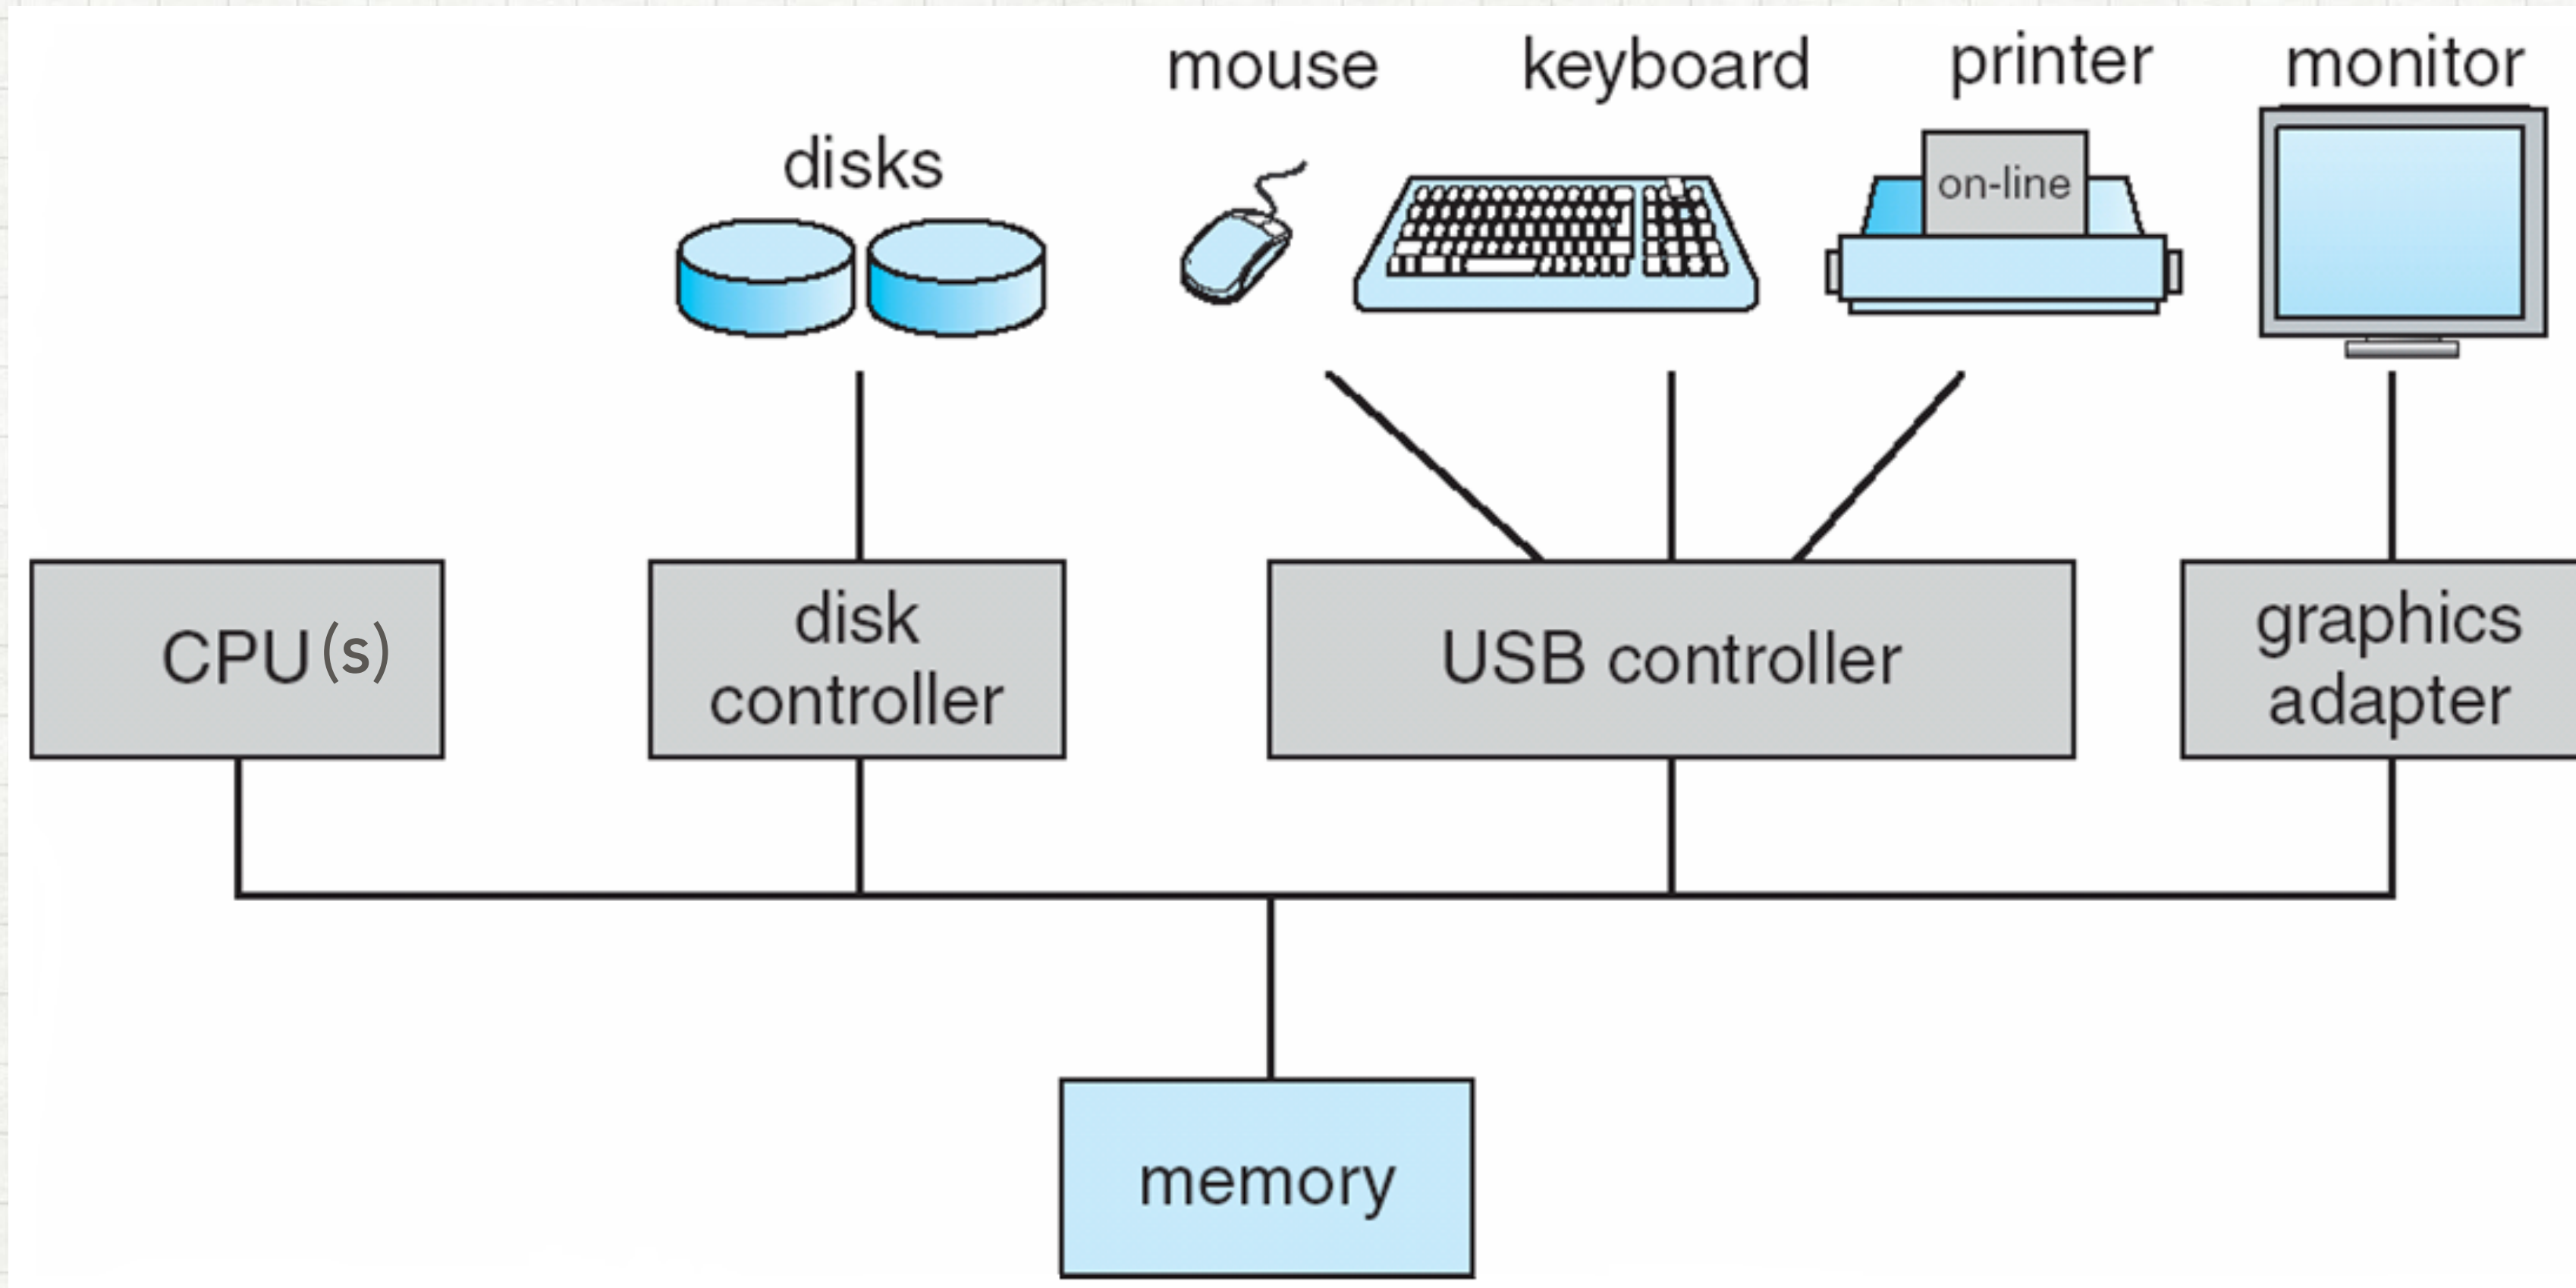 mouse
keyboard
printer
monitor
disks
on-line
CPU(s)
disk
controller
USB controller
graphics
adapter
memory